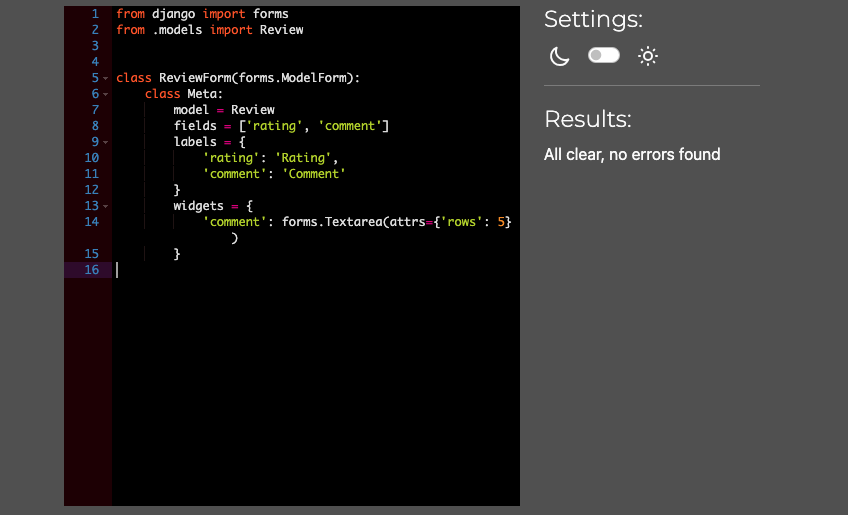 1 from django import forms
2 from .models import Review
3
4
5 class ReviewForm(forms.ModelForm):
6     class Meta:
7         model = Review
8         fields = ['rating', 'comment']
9         labels = {
10             'rating': 'Rating',
11             'comment': 'Comment'
12         }
13         widgets = {
14             'comment': forms.Textarea(attrs={'rows': 5}
                )
15         }
16
Settings:
Results:
All clear, no errors found